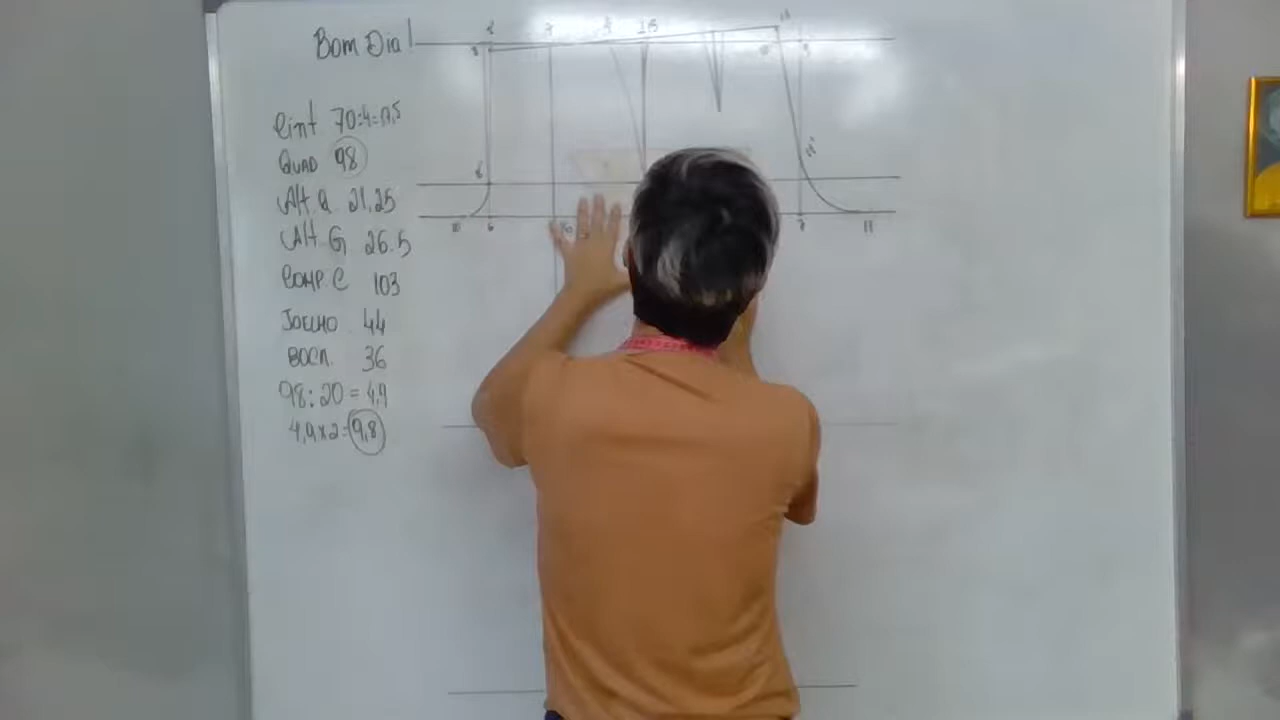 Bom Dia!
Cint. 70:4=17,5
QUAD 98
Alt. Q. 21,25
Alt. G 26.5
COMP. C 103
JOELHO 44
BOCA. 36
98:20=4,9
4,9x2=9,8